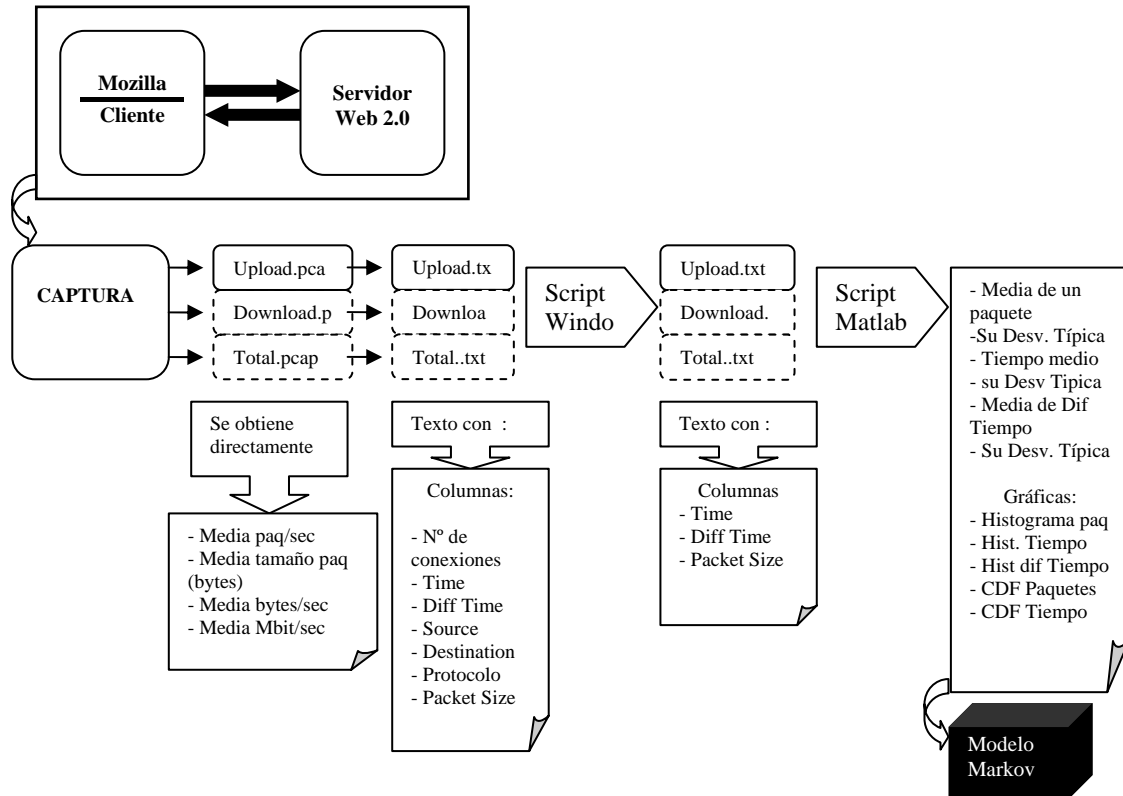 Mozilla
Cliente
Servidor
Web 2.0
CAPTURA
Upload.pca
Download.p
Total.pcap
Upload.tx
Downloa
Total..txt
Script
Windo
Upload.txt
Download.
Total..txt
Script
Matlab
- Media de un
paquete
-Su Desv. Típica
- Tiempo medio
- su Desv Tipica
- Media de Dif
Tiempo
- Su Desv. Típica
Gráficas:
- Histograma paq
- Hist. Tiempo
- Hist dif Tiempo
- CDF Paquetes
- CDF Tiempo
Se obtiene
directamente
- Media paq/sec
- Media tamaño paq
(bytes)
- Media bytes/sec
- Media Mbit/sec
Texto con :
Columnas:
- Nº de
conexiones
- Time
- Diff Time
- Source
- Destination
- Protocolo
- Packet Size
Texto con :
Columnas
- Time
- Diff Time
- Packet Size
Modelo
Markov